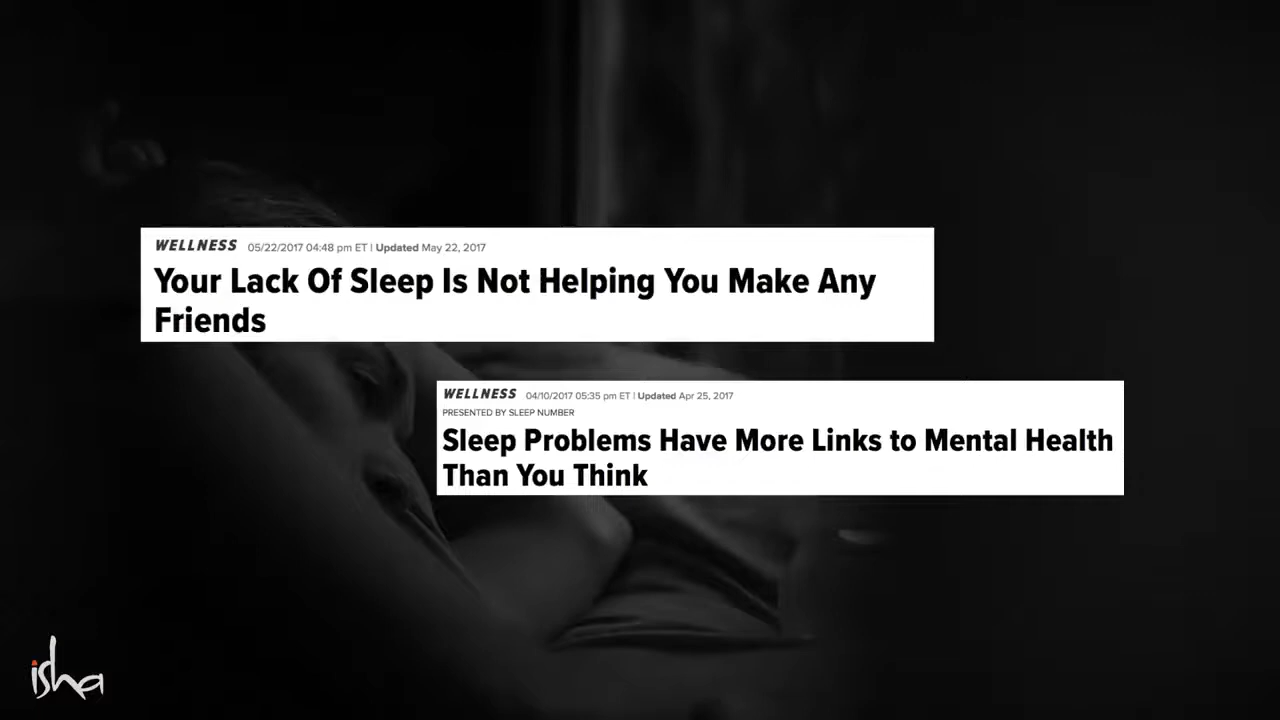 WELLNESS 05/22/2017 04:48 pm ET | Updated May 22, 2017
Your Lack Of Sleep Is Not Helping You Make Any
Friends
WELLNESS 04/10/2017 05:35 pm ET | Updated Apr 25, 2017
PRESENTED BY SLEEP NUMBER
Sleep Problems Have More Links to Mental Health
Than You Think
isha